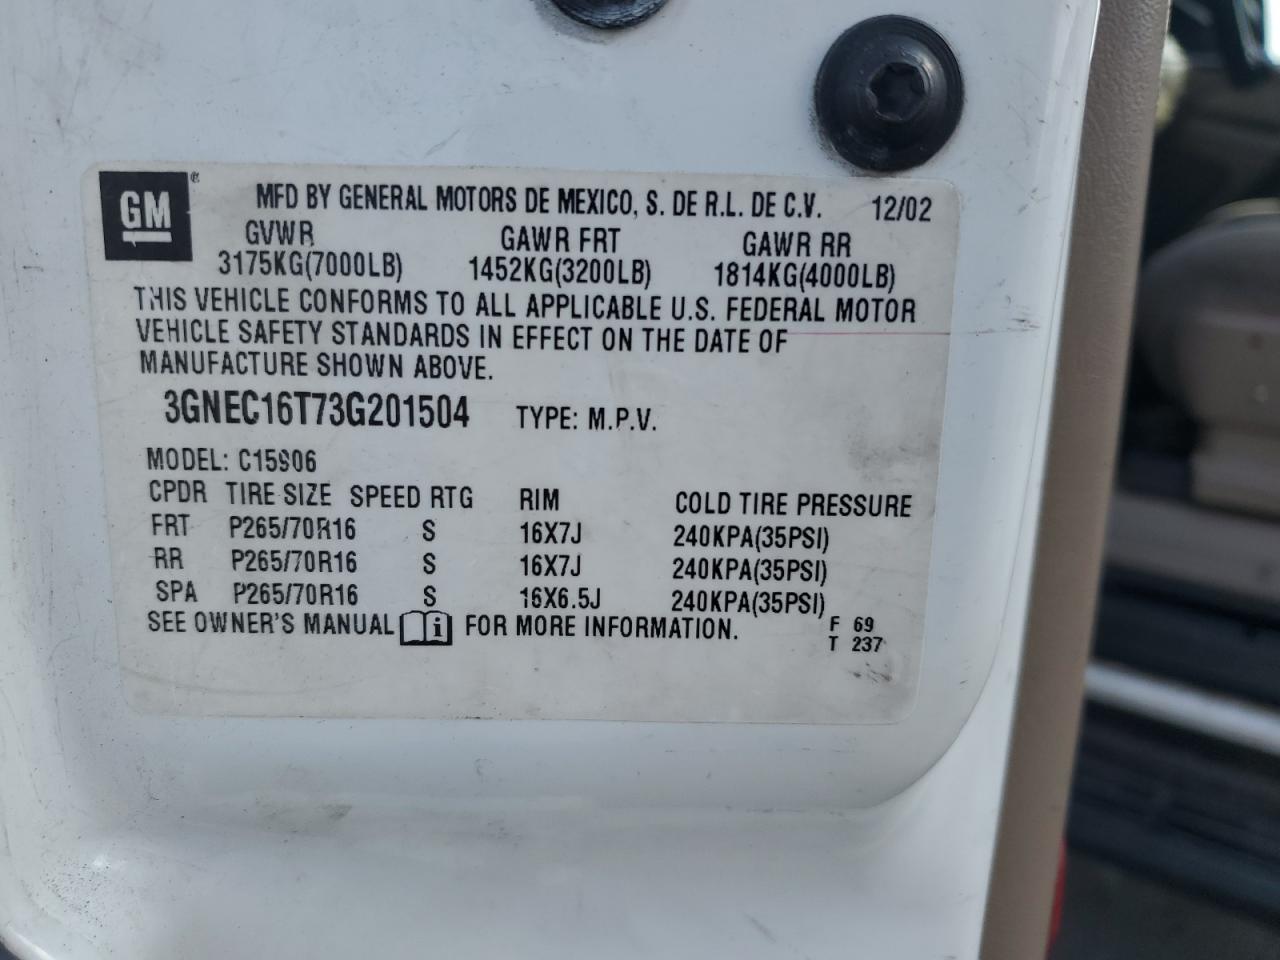 GM® MFD BY GENERAL MOTORS DE MEXICO, S. DE R.L. DE C.V. 12/02
GVWR GAWR FRT GAWR RR
3175KG(7000LB) 1452KG(3200LB) 1814KG(4000LB)
THIS VEHICLE CONFORMS TO ALL APPLICABLE U.S. FEDERAL MOTOR
VEHICLE SAFETY STANDARDS IN EFFECT ON THE DATE OF
MANUFACTURE SHOWN ABOVE.
3GNEC16T73G201504 TYPE: M.P.V.
MODEL: C15906
CPDR TIRE SIZE SPEED RTG RIM COLD TIRE PRESSURE
FRT P265/70R16 S 16X7J 240KPA(35PSI)
RR P265/70R16 S 16X7J 240KPA(35PSI)
SPA P265/70R16 S 16X6.5J 240KPA(35PSI)
SEE OWNER'S MANUAL i FOR MORE INFORMATION.
F 69
T 237